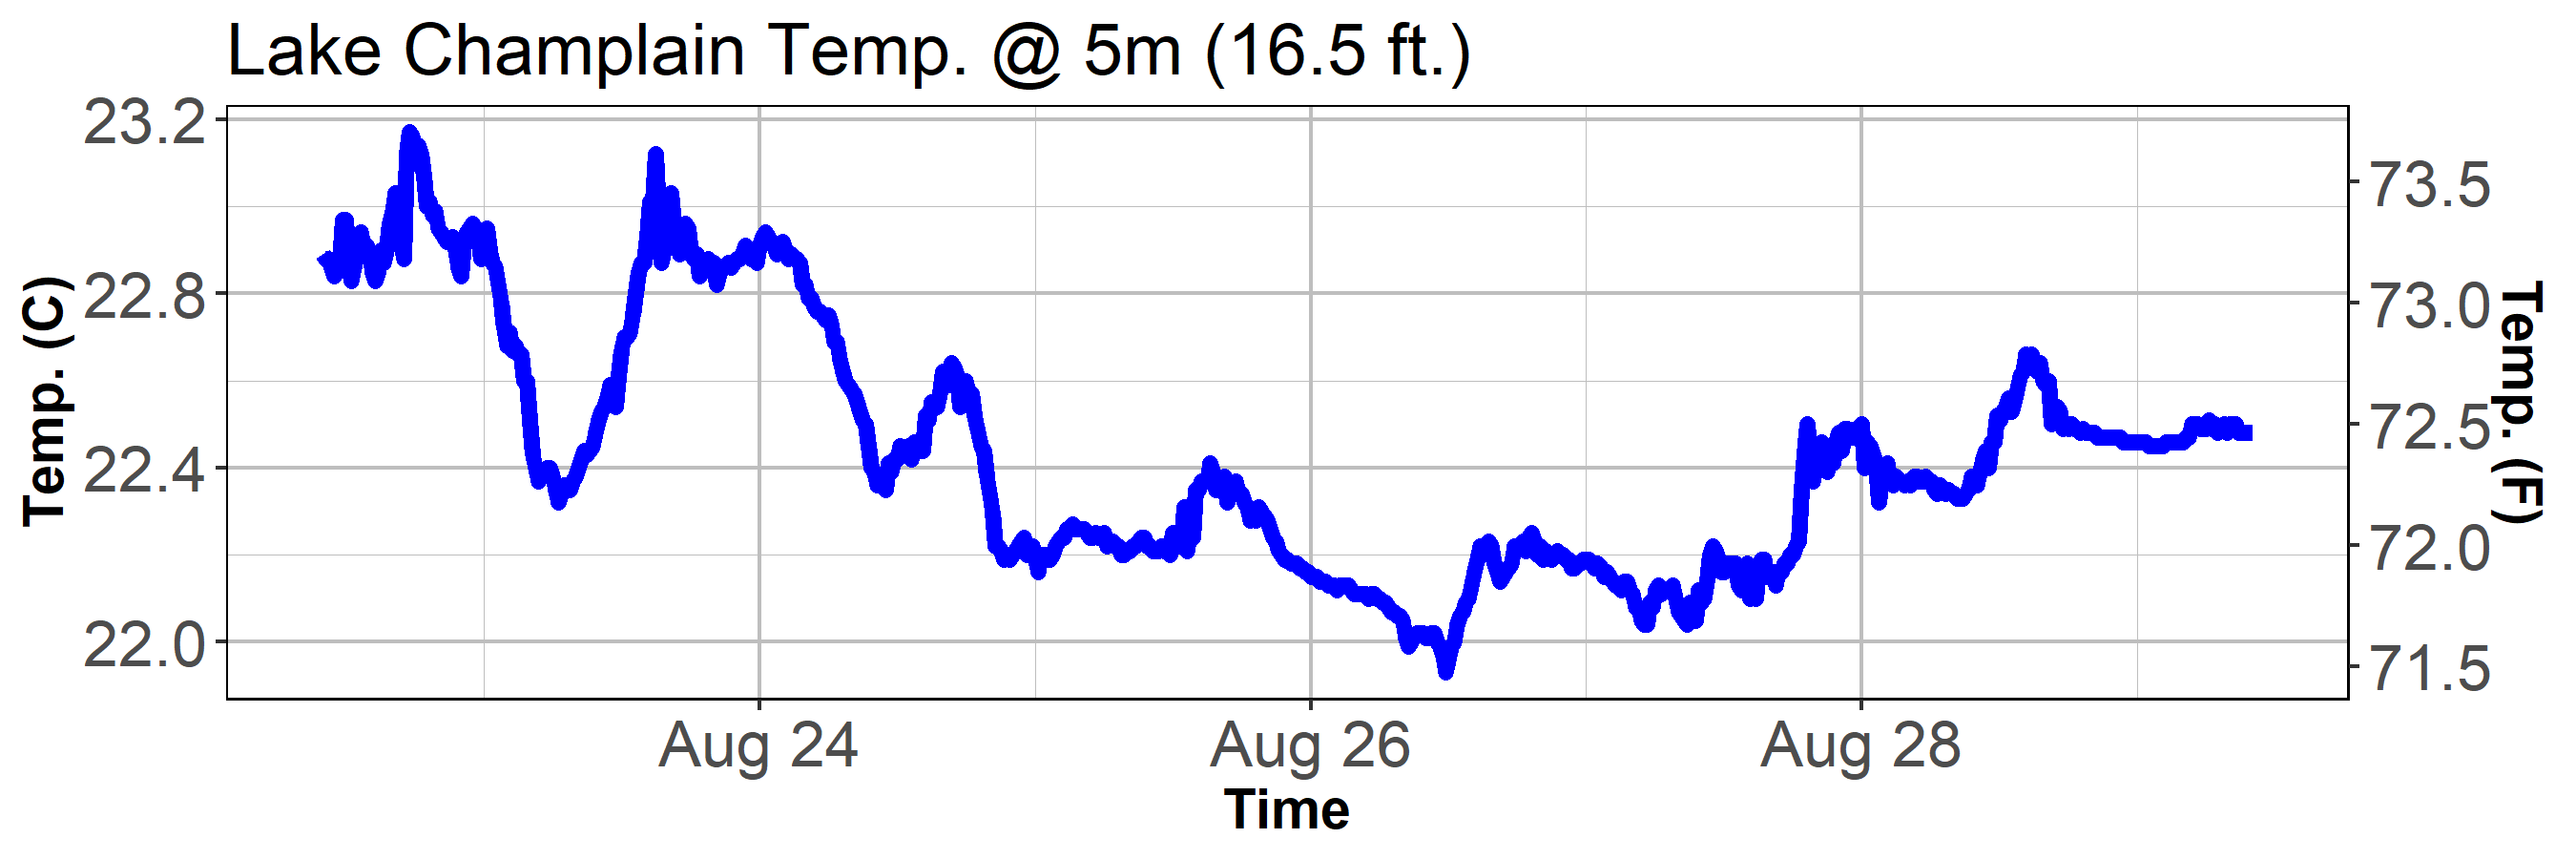 Lake Champlain Temp. @ 5m (16.5 ft.)
23.2
22.8
22.4
22.0
Temp. (C)
73.5
73.0
72.5
72.0
71.5
Temp. (F)
Aug 24 Aug 26 Aug 28
Time